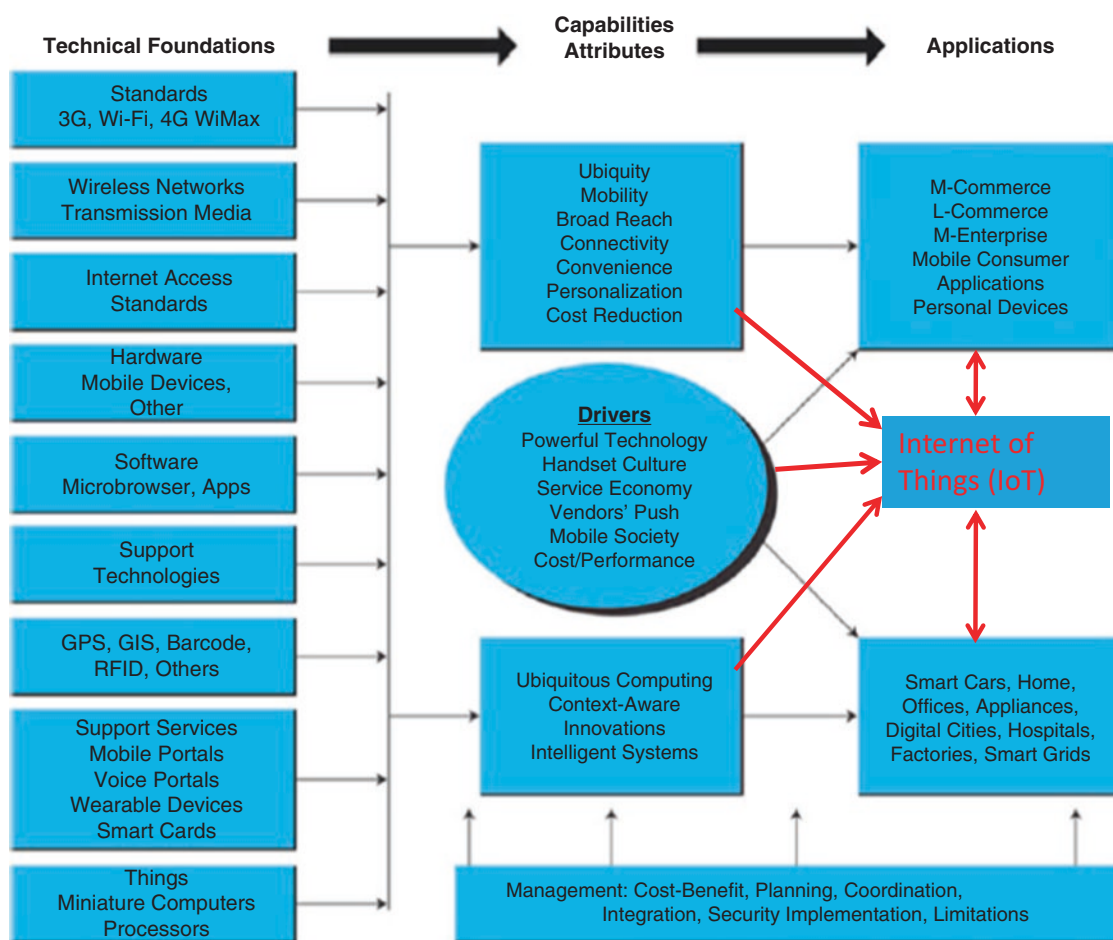 Technical Foundations
Capabilities
Attributes
Applications
Standards
3G, Wi-Fi, 4G WiMax
Wireless Networks
Transmission Media
Internet Access
Standards
Hardware
Mobile Devices,
Other
Software
Microbrowser, Apps
Support
Technologies
GPS, GIS, Barcode,
RFID, Others
Support Services
Mobile Portals
Voice Portals
Wearable Devices
Smart Cards
Things
Miniature Computers
Processors
Ubiquity
Mobility
Broad Reach
Connectivity
Convenience
Personalization
Cost Reduction
Drivers
Powerful Technology
Handset Culture
Service Economy
Vendors’ Push
Mobile Society
Cost/Performance
Ubiquitous Computing
Context-Aware
Innovations
Intelligent Systems
M-Commerce
L-Commerce
M-Enterprise
Mobile Consumer
Applications
Personal Devices
Internet of
Things (IoT)
Smart Cars, Home,
Offices, Appliances,
Digital Cities, Hospitals,
Factories, Smart Grids
Management: Cost-Benefit, Planning, Coordination,
Integration, Security Implementation, Limitations